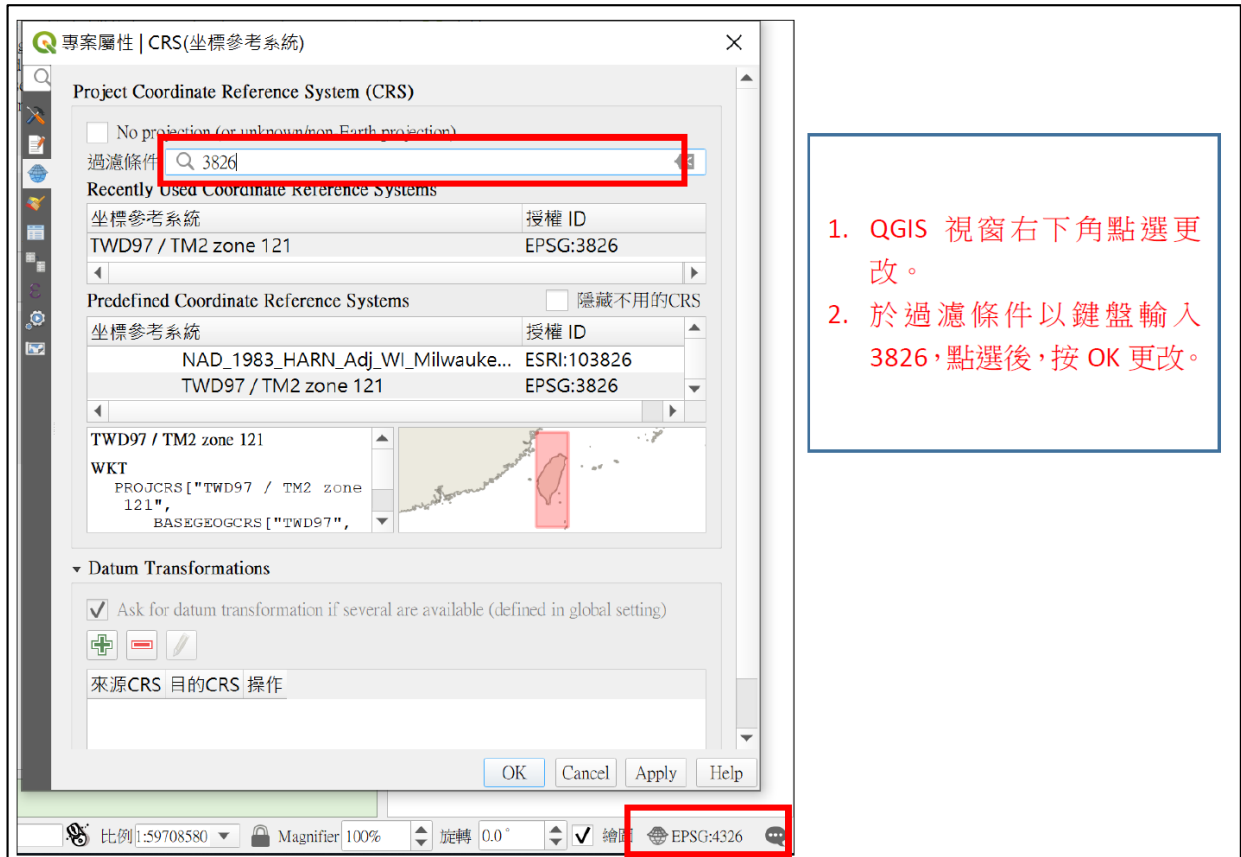 專案屬性 | CRS(坐標參考系統)
Project Coordinate Reference System (CRS)
No projection (or unknown/non-Earth projection)
過濾條件 3826
Recently Used Coordinate Reference Systems
坐標參考系統 授權 ID
TWD97 / TM2 zone 121 EPSG:3826
Predefined Coordinate Reference Systems 隱藏不用的CRS
坐標參考系統 授權 ID
NAD_1983_HARN_Adj_WI_Milwauke... ESRI:103826
TWD97 / TM2 zone 121 EPSG:3826
TWD97 / TM2 zone 121
WKT
PROJCRS["TWD97 / TM2 zone
121",
BASEGEOGCRS["TWD97",
Datum Transformations
Ask for datum transformation if several are available (defined in global setting)
來源CRS 目的CRS 操作
OK Cancel Apply Help
比例 1:59708580 Magnifier 100% 旋轉 0.0 ° 繪圖 EPSG:4326
1. QGIS 視窗右下角點選更
改。
2. 於過濾條件以鍵盤輸入
3826,點選後,按 OK 更改。